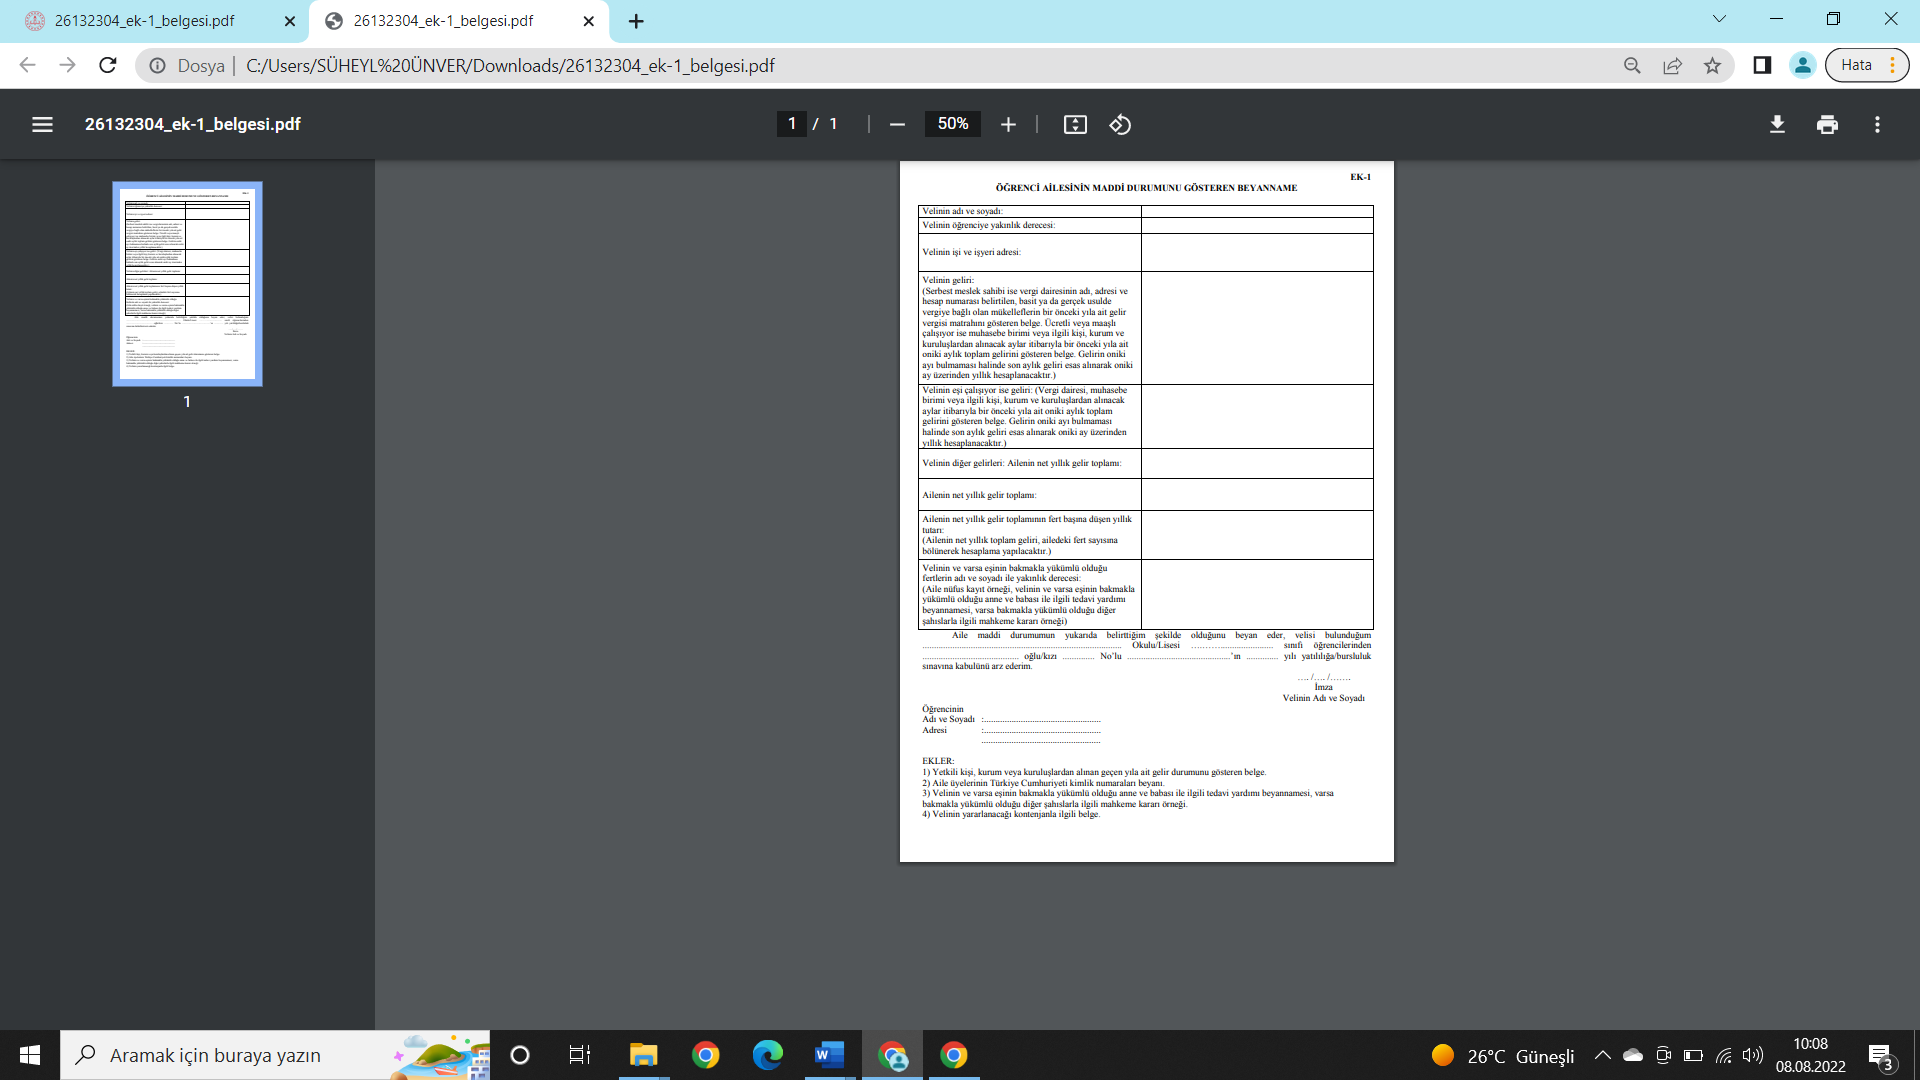 26132304_ek-1_belgesi.pdf
26132304_ek-1_belgesi.pdf
Dosya
C:/Users/SÜHEYL%20ÜNVER/Downloads/26132304_ek-1_belgesi.pdf
Hata
26132304_ek-1_belgesi.pdf
1 / 1
50%
1
EK-1
ÖĞRENCİ AİLESİNİN MADDİ DURUMUNU GÖSTEREN BEYANNAME
Velinin adı ve soyadı:
Velinin öğrenciye yakınlık derecesi:
Velinin işi ve işyeri adresi:
Velinin geliri:
(Serbest meslek sahibi ise vergi dairesinin adı, adresi ve
hesap numarası belirtilen, basit ya da gerçek usulde
vergiye bağlı olan mükelleflerin bir önceki yıla ait gelir
vergisi matrahını gösteren belge. Ücretli veya maaşlı
çalışıyor ise muhasebe birimi veya ilgili kişi, kurum ve
kuruluşlardan alınacak aylar itibarıyla bir önceki yıla ait
oniki aylık toplam gelirini gösteren belge. Gelirin oniki
ayı bulmaması halinde son aylık geliri esas alınarak oniki
ay üzerinden yıllık hesaplanacaktır.)
Velinin eşi çalışıyor ise geliri: (Vergi dairesi, muhasebe
birimi veya ilgili kişi, kurum ve kuruluşlardan alınacak
aylar itibarıyla bir önceki yıla ait oniki aylık toplam
gelirini gösteren belge. Gelirin oniki ayı bulmaması
halinde son aylık geliri esas alınarak oniki ay üzerinden
yıllık hesaplanacaktır.)
Velinin diğer gelirleri: Ailenin net yıllık gelir toplamı:
Ailenin net yıllık gelir toplamı:
Ailenin net yıllık gelir toplamının fert başına düşen yıllık
tutarı:
(Ailenin net yıllık toplam geliri, ailedeki fert sayısına
bölünerek hesaplama yapılacaktır.)
Velinin ve varsa eşinin bakmakla yükümlü olduğu
fertlerin adı ve soyadı ile yakınlık derecesi:
(Aile nüfus kayıt örneği, velinin ve varsa eşinin bakmakla
yükümlü olduğu anne ve babası ile ilgili tedavi yardımı
beyannamesi, varsa bakmakla yükümlü olduğu diğer
şahıslarla ilgili mahkeme kararı örneği)
Aile maddi durumumun yukarıda belirttiğim şekilde olduğunu beyan eder, velisi bulunduğum
........................................ Okulu/Lisesi .............................. sınıfı öğrencilerinden
........................................ oğlu/kızı .............. No'lu .............................................'ın .............. yılı yatılılığa/bursluluk
sınavına kabulünü arz ederim.
…. /…. /…….
İmza
Velinin Adı ve Soyadı
Öğrencinin
Adı ve Soyadı :....................................................
Adresi :....................................................
....................................................
EKLER:
1) Yetkili kişi, kurum veya kuruluşlardan alınan geçen yıla ait gelir durumunu gösteren belge.
2) Aile üyelerinin Türkiye Cumhuriyeti kimlik numaraları beyanı.
3) Velinin ve varsa eşinin bakmakla yükümlü olduğu anne ve babası ile ilgili tedavi yardımı beyannamesi, varsa
bakmakla yükümlü olduğu diğer şahıslarla ilgili mahkeme kararı örneği.
4) Velinin yararlanacağı kontenjanla ilgili belge.
Aramak için buraya yazın
26°C Güneşli
10:08
08.08.2022
3